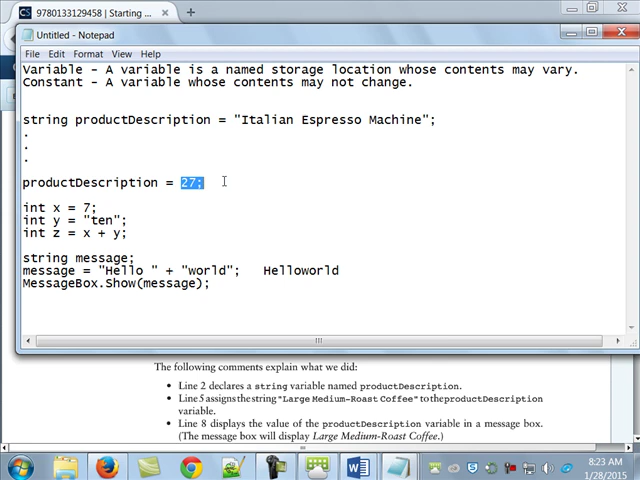 9780133129458 | Starting ...
Untitled - Notepad
File Edit Format View Help
Variable - A variable is a named storage location whose contents may vary.
Constant - A variable whose contents may not change.
string productDescription = "Italian Espresso Machine";
.
.
.
productDescription = 27;
int x = 7;
int y = "ten";
int z = x + y;
string message;
message = "Hello " + "world"; Helloworld
MessageBox.Show(message);
The following comments explain what we did:
• Line 2 declares a string variable named productDescription.
• Line 5 assigns the string "Large Medium-Roast Coffee" to the productDescription
variable.
• Line 8 displays the value of the productDescription variable in a message box.
(The message box will display Large Medium-Roast Coffee.)
8:23 AM
1/28/2015